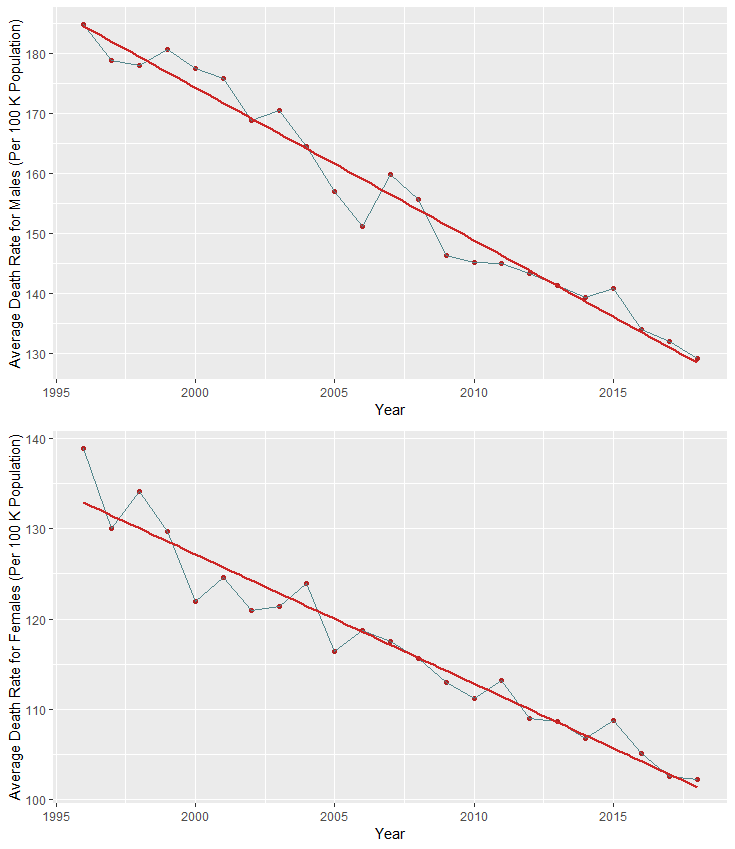 Average Death Rate for Males (Per 100 K Population)
180
170
160
150
140
130
1995 2000 2005 2010 2015
Year
Average Death Rate for Females (Per 100 K Population)
140
130
120
110
100
1995 2000 2005 2010 2015
Year